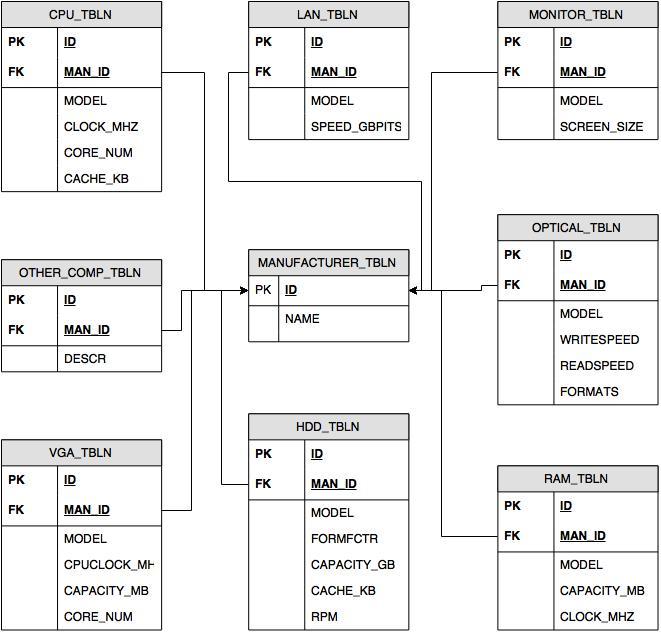 CPU_TBLN
PK ID
FK MAN_ID
MODEL
CLOCK_MHZ
CORE_NUM
CACHE_KB
LAN_TBLN
PK ID
FK MAN_ID
MODEL
SPEED_GBPITS
MONITOR_TBLN
PK ID
FK MAN_ID
MODEL
SCREEN_SIZE
OTHER_COMP_TBLN
PK ID
FK MAN_ID
DESCR
MANUFACTURER_TBLN
PK ID
NAME
OPTICAL_TBLN
PK ID
FK MAN_ID
MODEL
WRITESPEED
READSPEED
FORMATS
VGA_TBLN
PK ID
FK MAN_ID
MODEL
CPUCLOCK_MH
CAPACITY_MB
CORE_NUM
HDD_TBLN
PK ID
FK MAN_ID
MODEL
FORMFCTR
CAPACITY_GB
CACHE_KB
RPM
RAM_TBLN
PK ID
FK MAN_ID
MODEL
CAPACITY_MB
CLOCK_MHZ